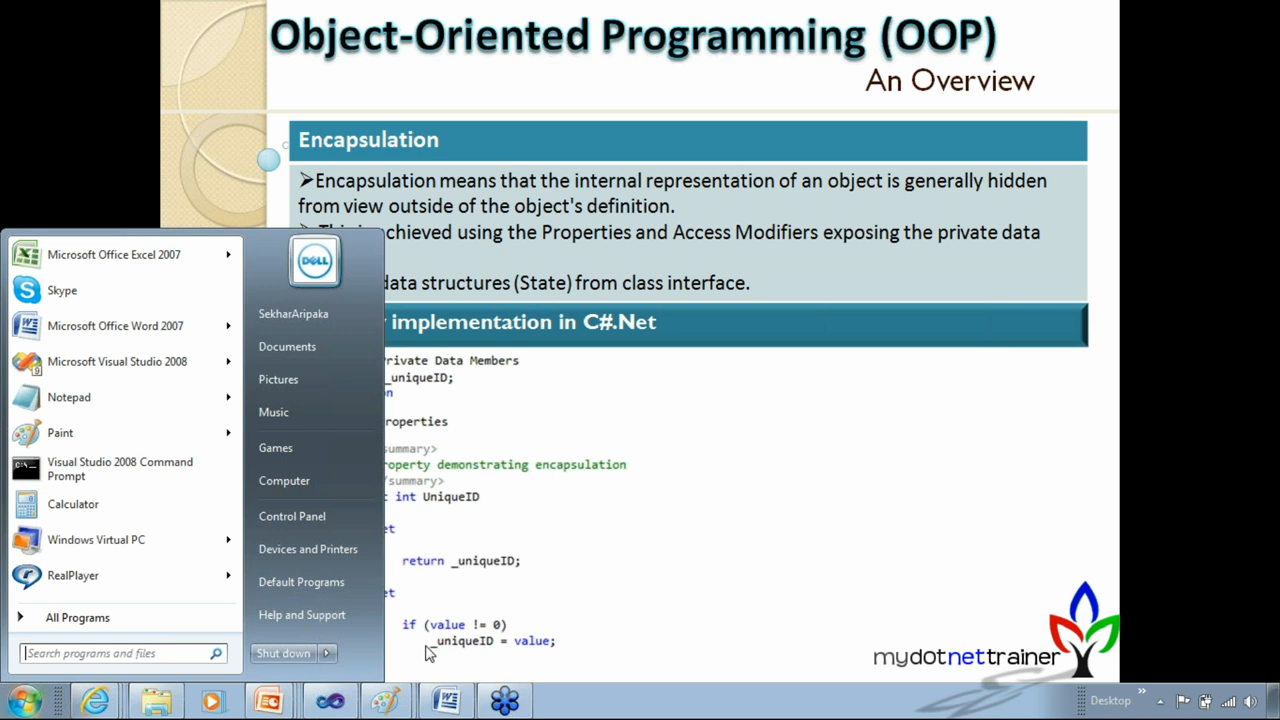 Object-Oriented Programming (OOP)
An Overview
Encapsulation
➢Encapsulation means that the internal representation of an object is generally hidden
from view outside of the object's definition.
achieved using the Properties and Access Modifiers exposing the private data
data structures (State) from class interface.
implementation in C#.Net
Private Data Members
_uniqueID;
roperties
summary>
operty demonstrating encapsulation
/summary>
int UniqueID
et
return _uniqueID;
et
if (value != 0)
_uniqueID = value;
mydotnettrainer
Microsoft Office Excel 2007
Skype
Microsoft Office Word 2007
Microsoft Visual Studio 2008
Notepad
Paint
Visual Studio 2008 Command
Prompt
Calculator
Windows Virtual PC
RealPlayer
All Programs
Search programs and files
DELL
SekharAripaka
Documents
Pictures
Music
Games
Computer
Control Panel
Devices and Printers
Default Programs
Help and Support
Shut down
Desktop